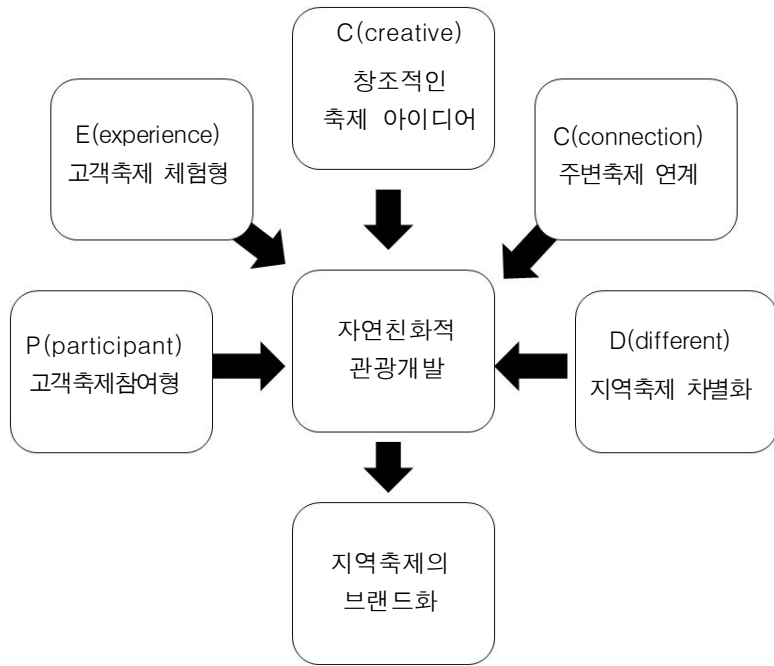 C(creative)
창조적인
축제 아이디어
E(experience)
고객축제 체험형
C(connection)
주변축제 연계
P(participant)
고객축제참여형
자연친화적
관광개발
D(different)
지역축제 차별화
지역축제의
브랜드화